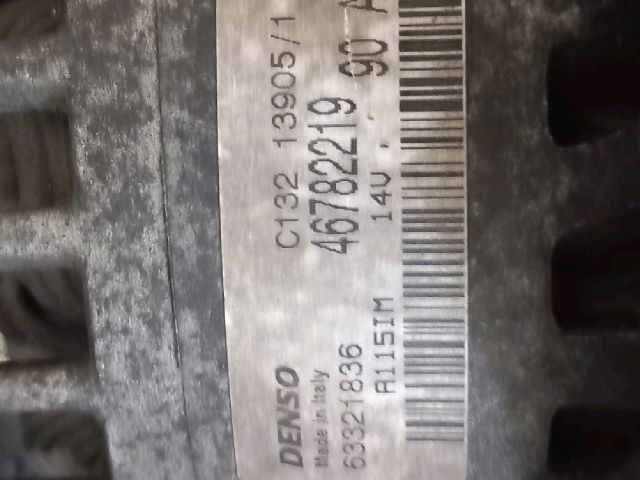 DENSO C132 13905/1
Made in Italy 46782219 90 A
63321836 14V
A115IM